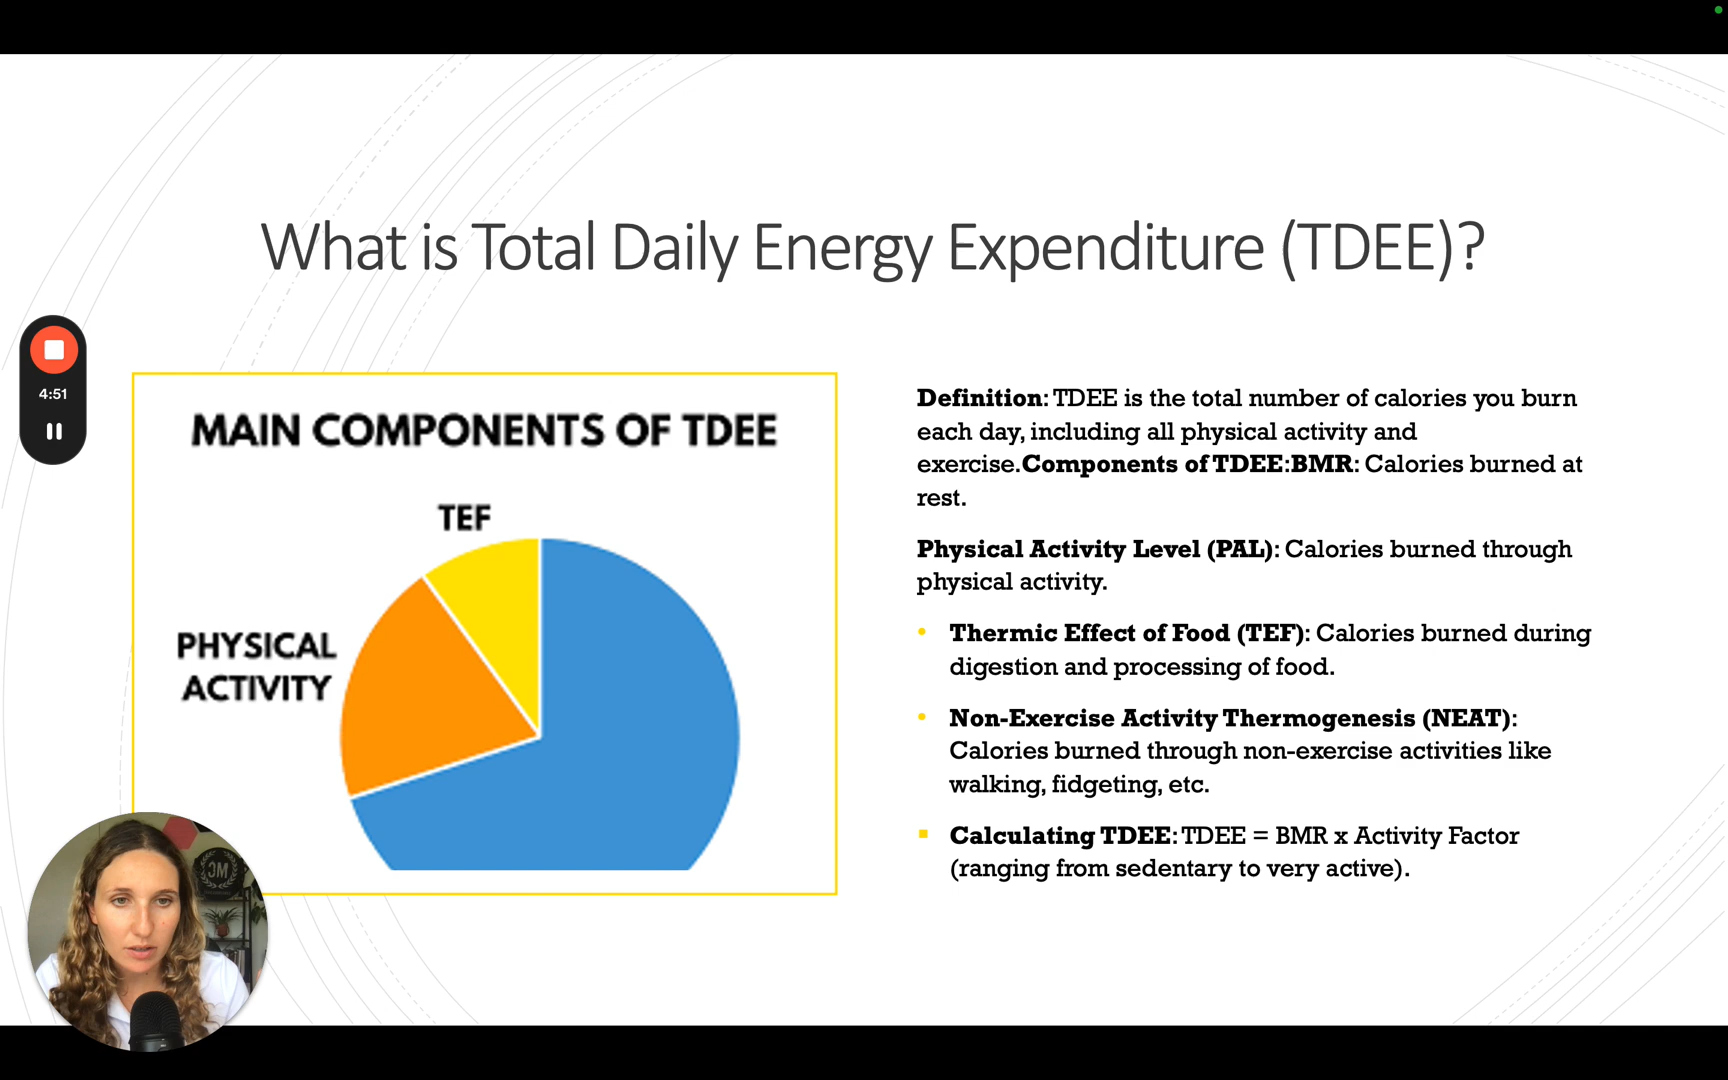 What is Total Daily Energy Expenditure (TDEE)?
4:51
MAIN COMPONENTS OF TDEE
TEF
PHYSICAL
ACTIVITY
Definition: TDEE is the total number of calories you burn
each day, including all physical activity and
exercise.Components of TDEE:BMR: Calories burned at
rest.
Physical Activity Level (PAL): Calories burned through
physical activity.
• Thermic Effect of Food (TEF): Calories burned during
digestion and processing of food.
• Non-Exercise Activity Thermogenesis (NEAT):
Calories burned through non-exercise activities like
walking, fidgeting, etc.
▪ Calculating TDEE: TDEE = BMR x Activity Factor
(ranging from sedentary to very active).
JM